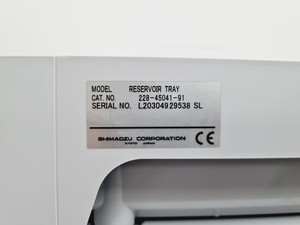 MODEL RESERVOIR TRAY
CAT. NO. 228-45041-91
SERIAL NO. L20304929538 SL
SHIMADZU CORPORATION
KYOTO JAPAN
CE